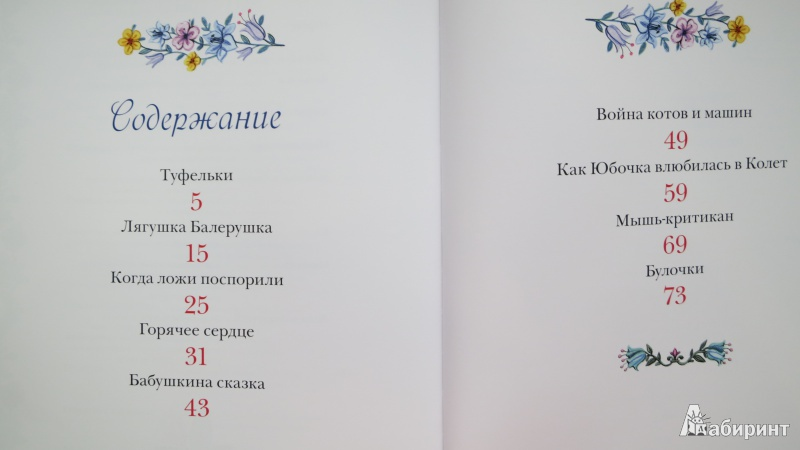 Содержание
Туфельки
5
Лягушка Балерушка
15
Когда ложи поспорили
25
Горячее сердце
31
Бабушкина сказка
43
Война котов и машин
49
Как Юбочка влюбилась в Колет
59
Мышь-критикан
69
Булочки
73
Лабиринт